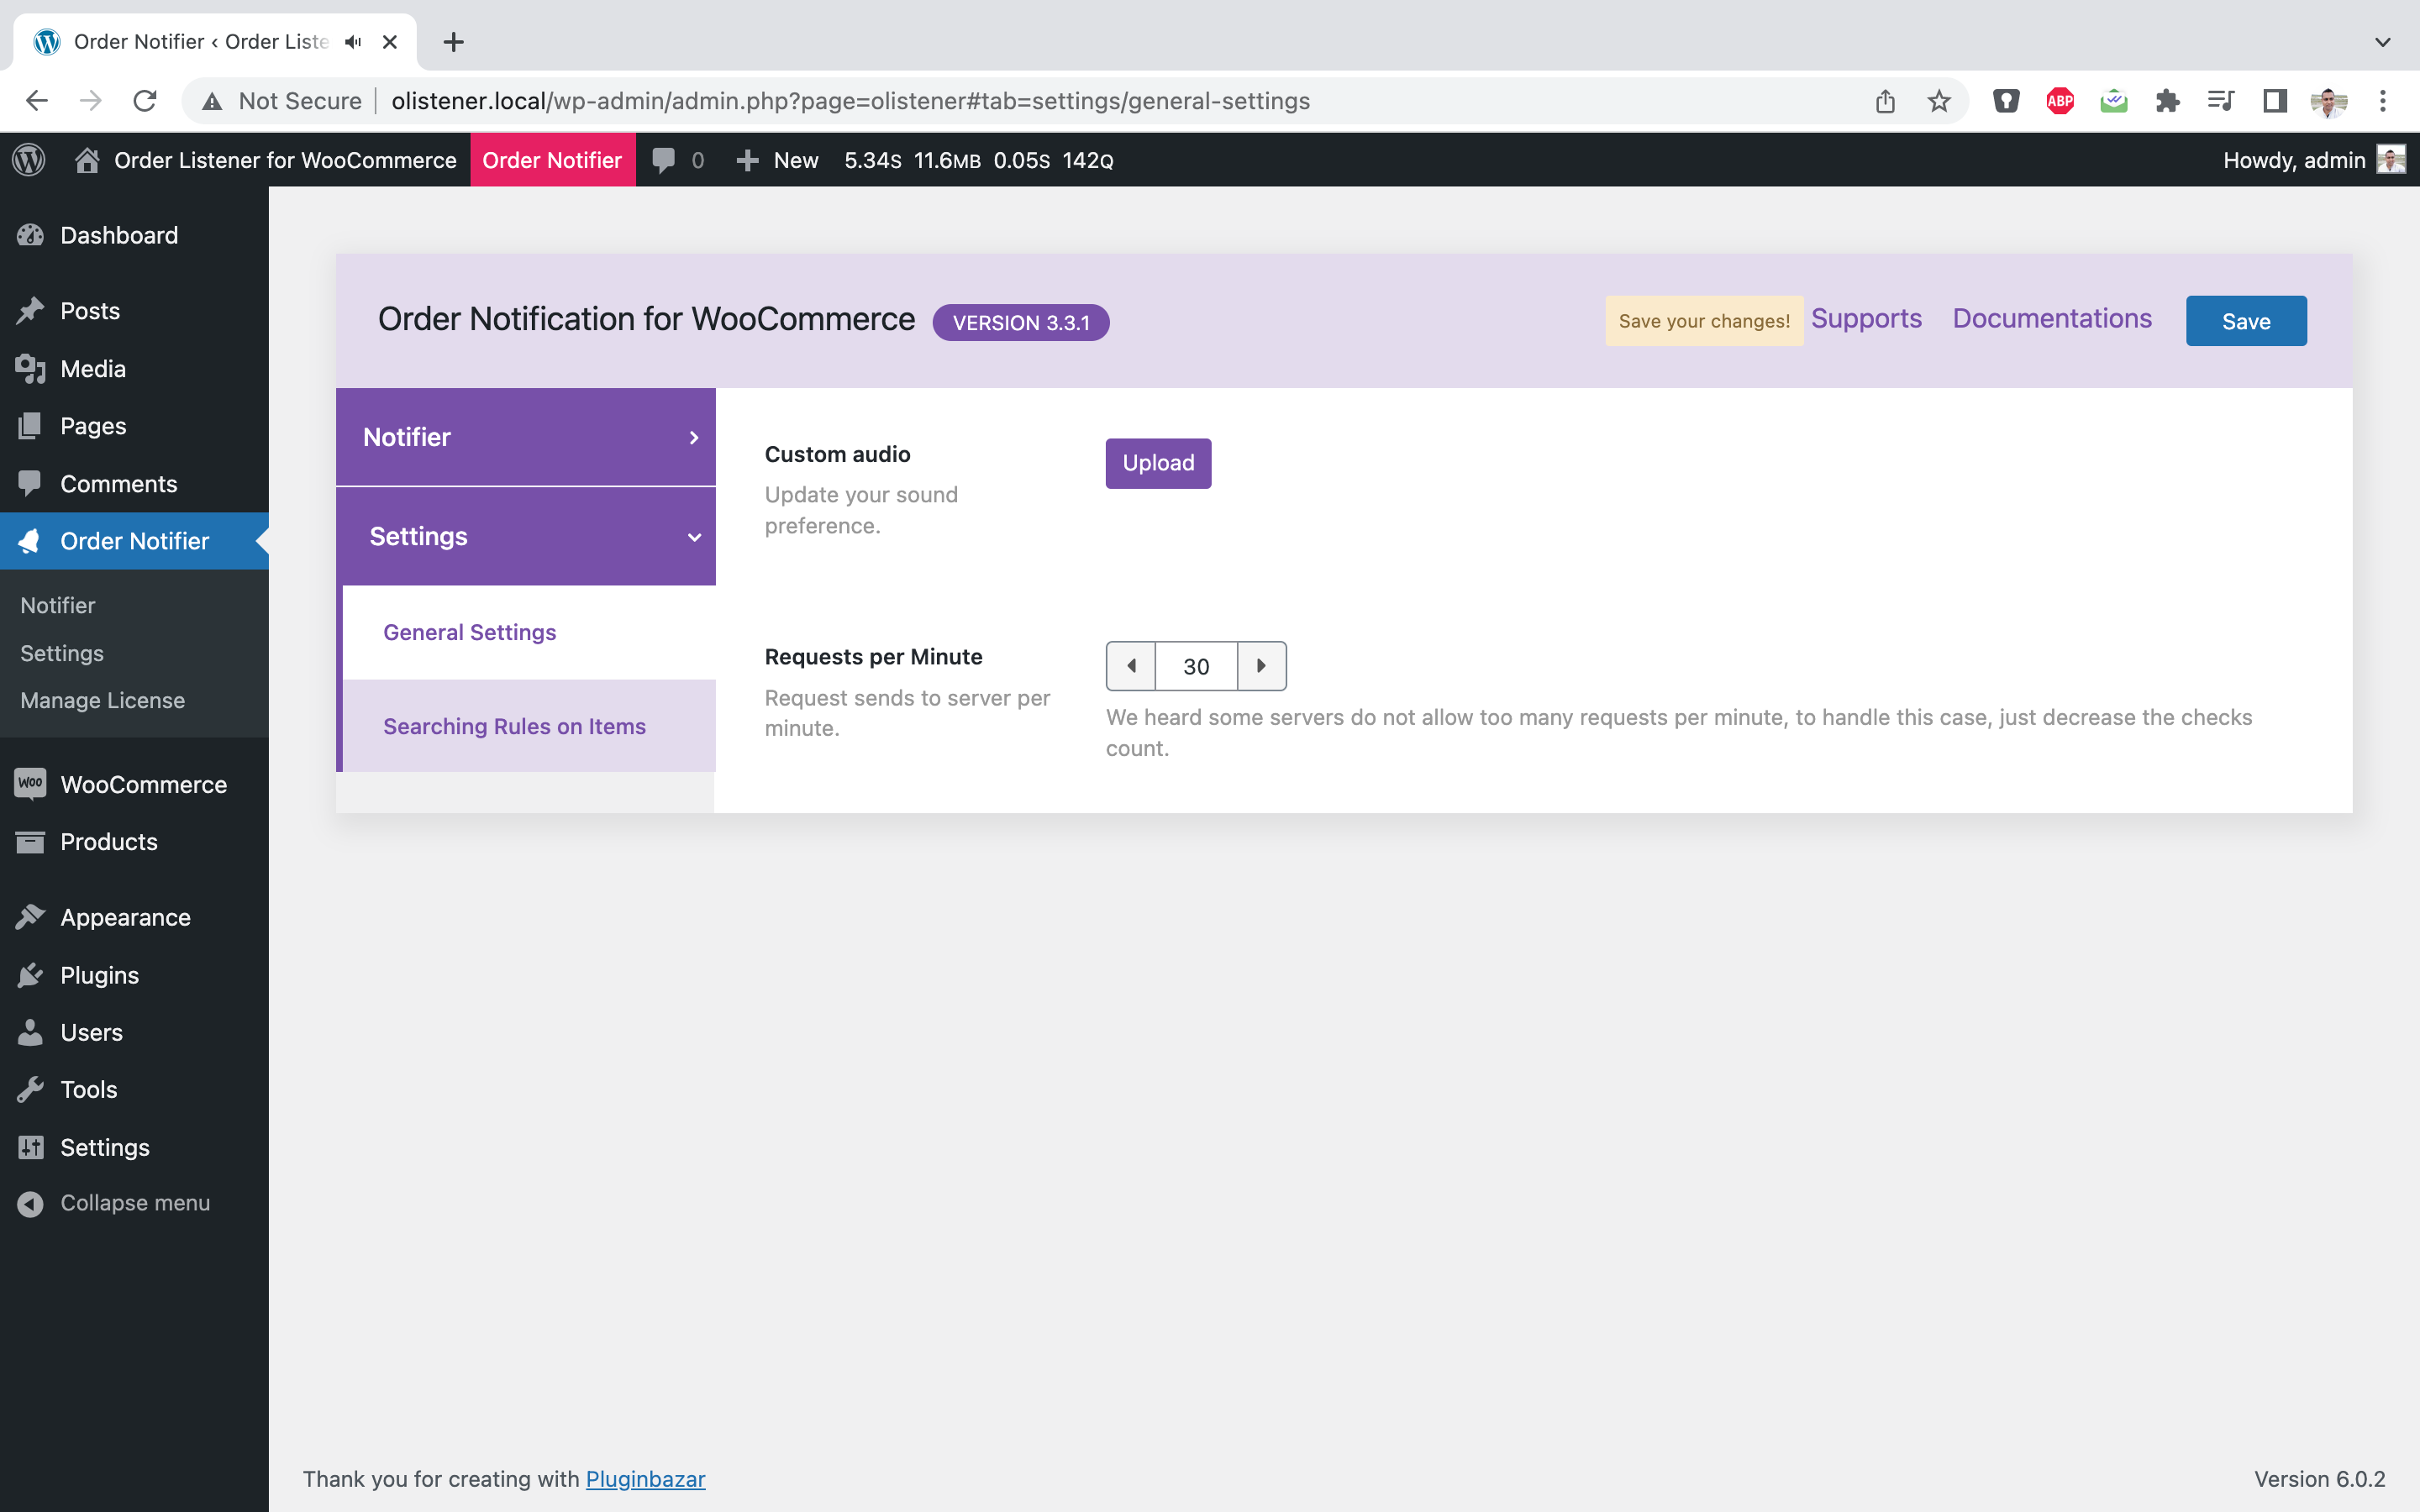 Order Notifier ‹ Order Liste
Not Secure
olistener.local/wp-admin/admin.php?page=olistener#tab=settings/general-settings
ABP
Order Listener for WooCommerce
Order Notifier
0
New
5.34S 11.6MB 0.05S 142Q
Howdy, admin
Dashboard
Posts
Media
Pages
Comments
Order Notifier
Notifier
Settings
Manage License
Woo
WooCommerce
Products
Appearance
Plugins
Users
Tools
Settings
Collapse menu
Order Notification for WooCommerce
VERSION 3.3.1
Save your changes!
Supports
Documentations
Save
Notifier
Settings
General Settings
Searching Rules on Items
Custom audio
Update your sound
preference.
Upload
Requests per Minute
Request sends to server per
minute.
30
We heard some servers do not allow too many requests per minute, to handle this case, just decrease the checks
count.
Thank you for creating with Pluginbazar
Version 6.0.2